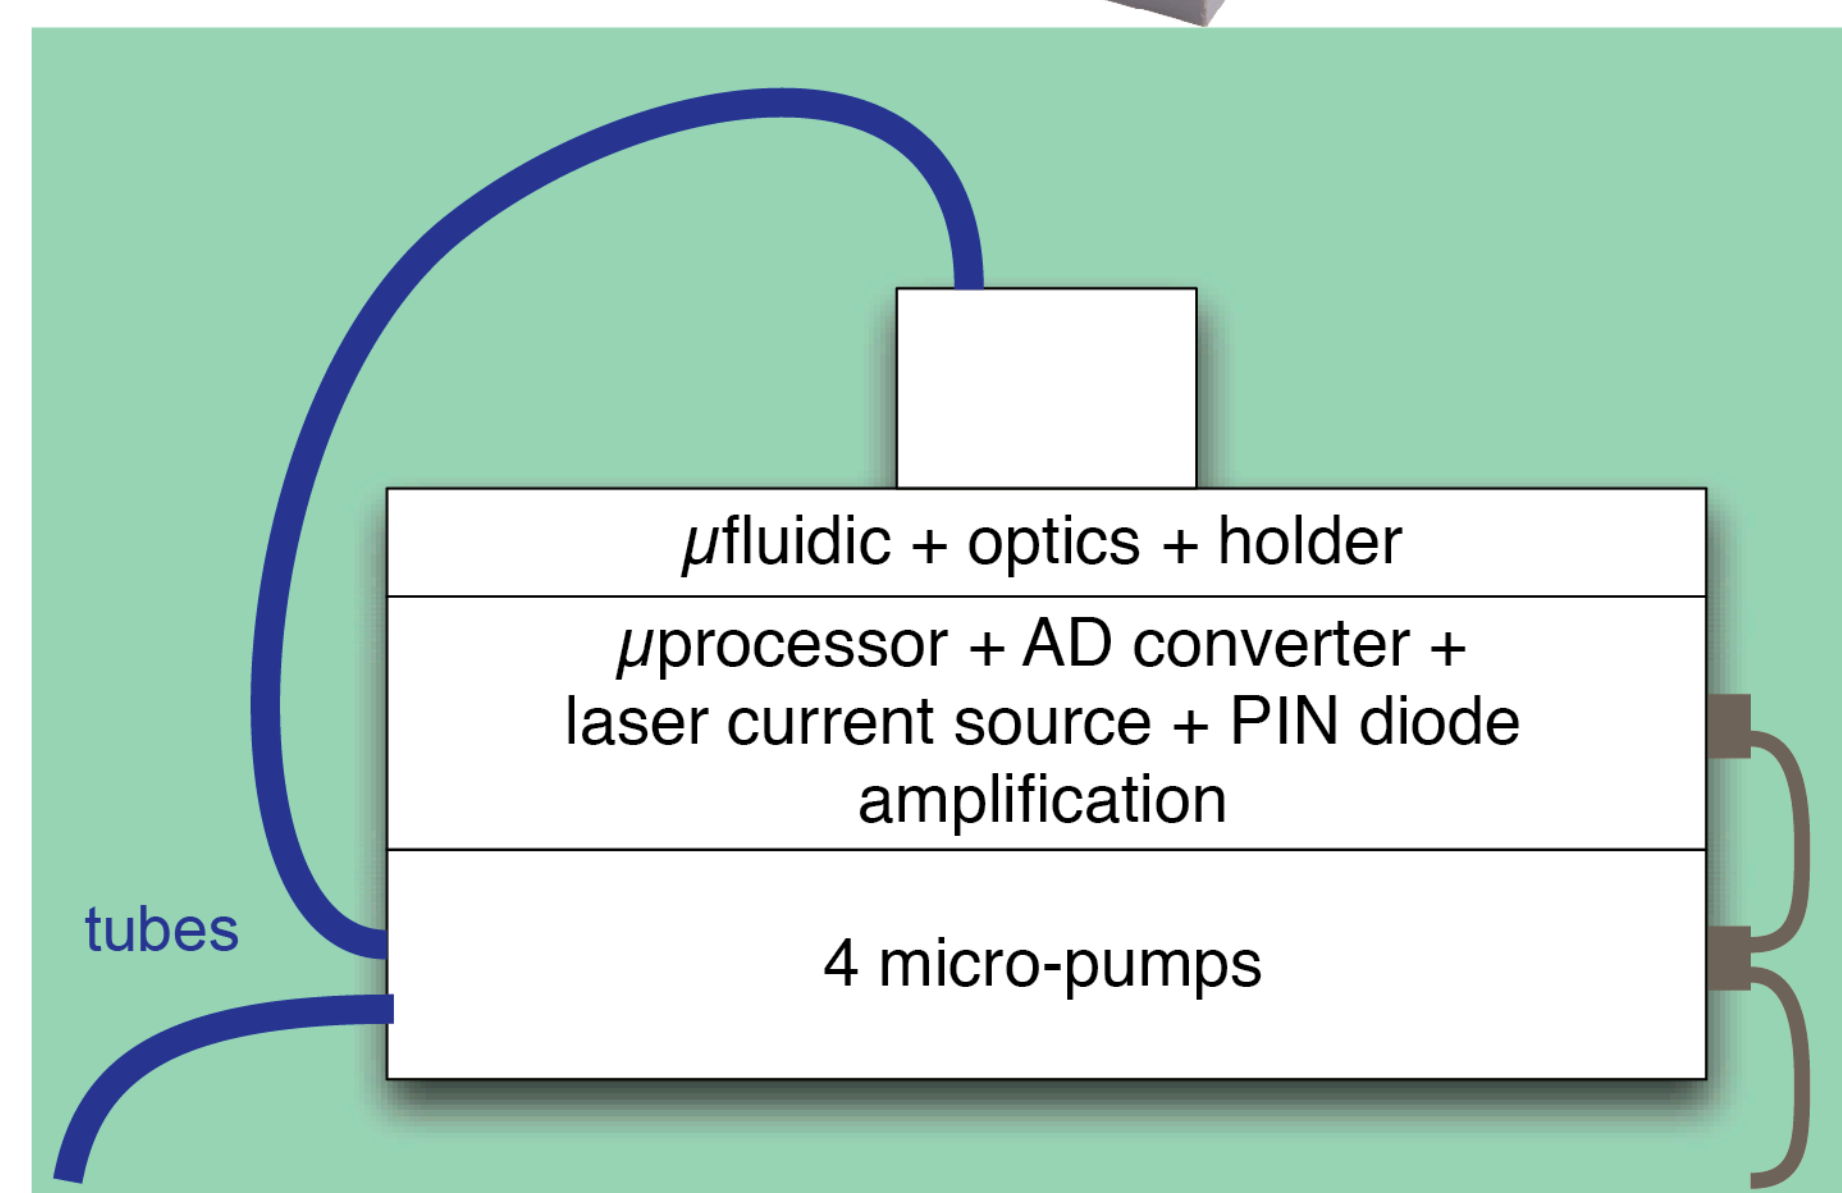 µfluidic + optics + holder
µprocessor + AD converter +
laser current source + PIN diode
amplification
tubes
4 micro-pumps